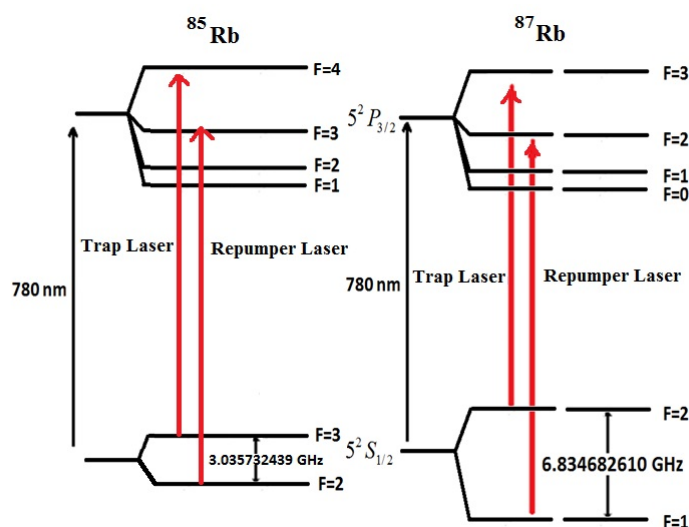 85Rb
F=4
F=3
F=2
F=1
Trap Laser
Repumper Laser
780 nm
F=3
3.035732439 GHz
F=2
87Rb
5²P3/2
F=3
F=2
F=1
F=0
Trap Laser
Repumper Laser
780 nm
5²S1/2
F=2
6.834682610 GHz
F=1